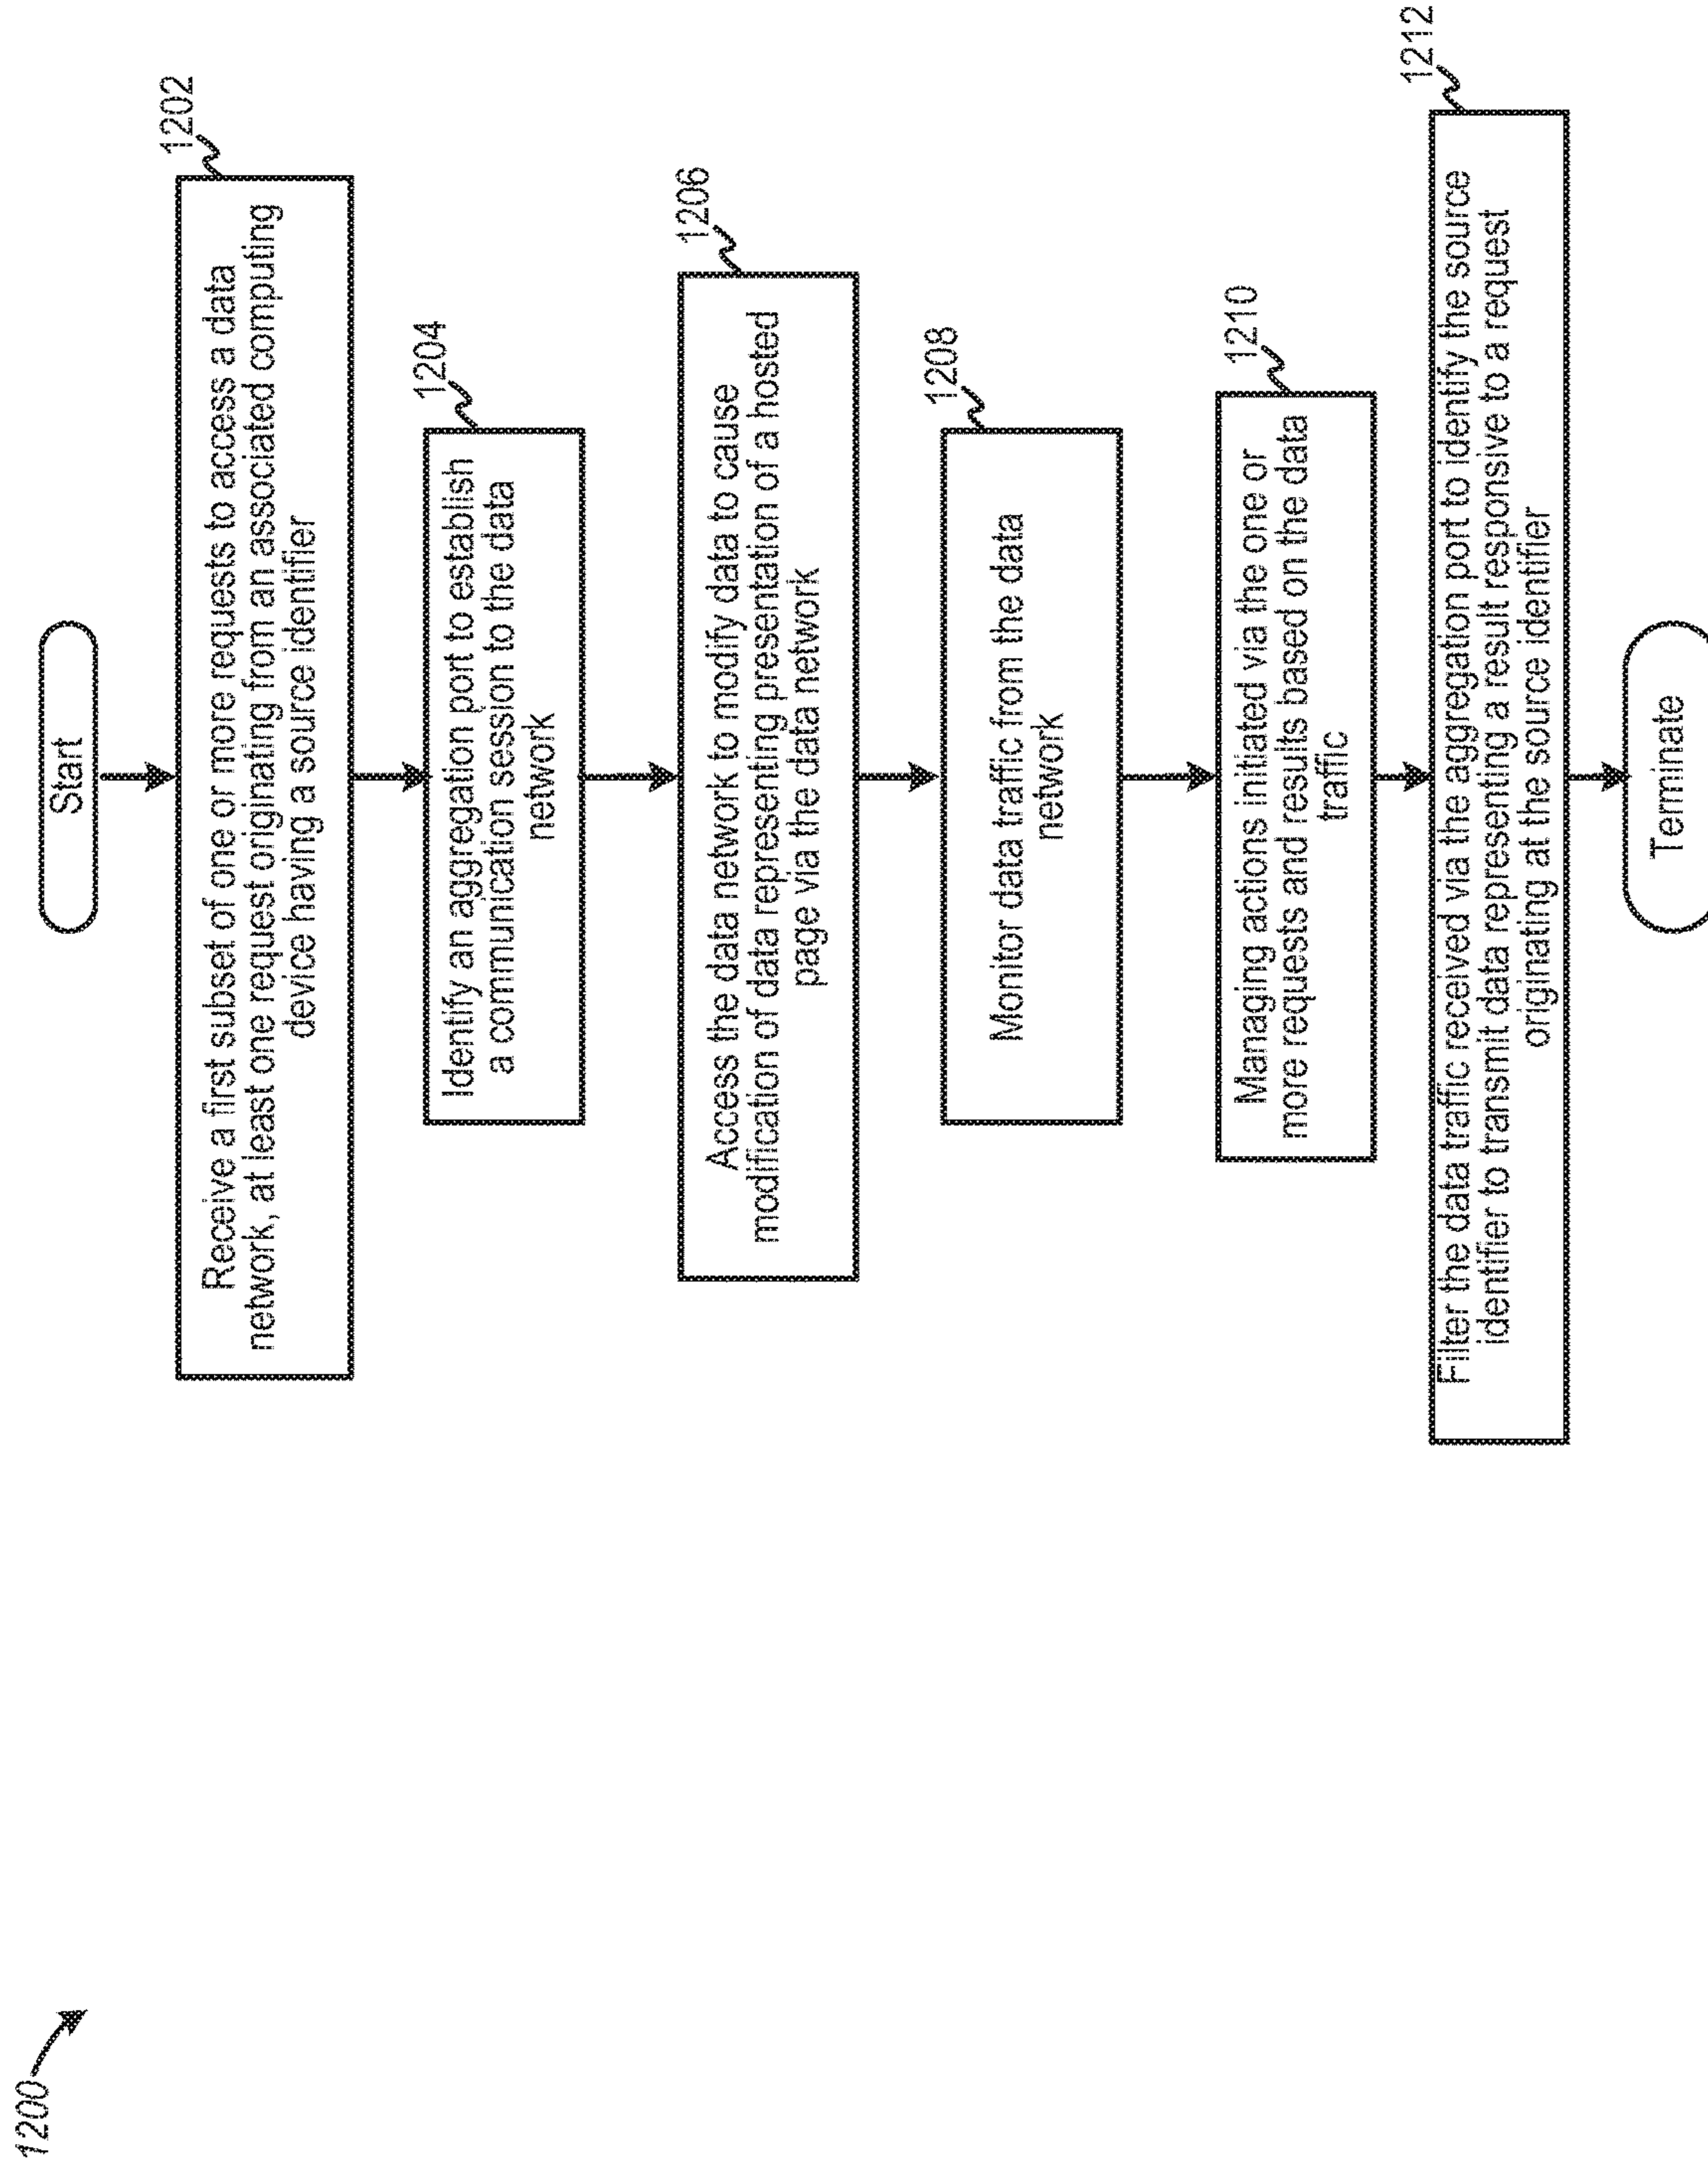 1200
Start
1202
Receive a first subset of one or more requests to access a data
network, at least one request originating from an associated computing
device having a source identifier
1204
Identify an aggregation port to establish
a communication session to the data
network
1206
Access the data network to modify data to cause
modification of data representing presentation of a hosted
page via the data network
1208
Monitor data traffic from the data
network
1210
Managing actions initiated via the one or
more requests and results based on the data
traffic
1212
Filter the data traffic received via the aggregation port to identify the source
identifier to transmit data representing a result responsive to a request
originating at the source identifier
Terminate